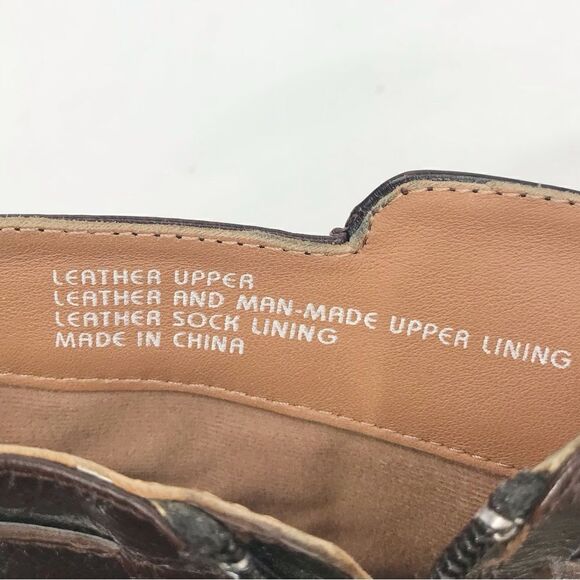 LEATHER UPPER
LEATHER AND MAN-MADE UPPER LINING
LEATHER SOCK LINING
MADE IN CHINA